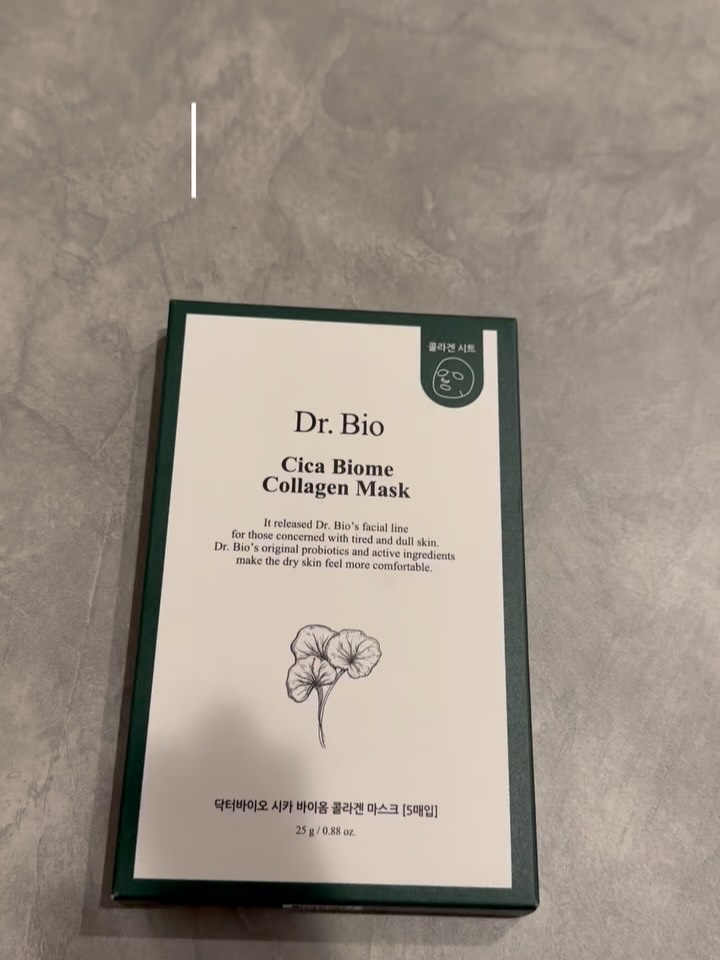 콜라겐 시트
Dr. Bio
Cica Biome
Collagen Mask
It released Dr. Bio's facial line
for those concerned with tired and dull skin.
Dr. Bio's original probiotics and active ingredients
make the dry skin feel more comfortable.
닥터바이오 시카 바이옴 콜라겐 마스크 [5매입]
25 g / 0.88 oz.